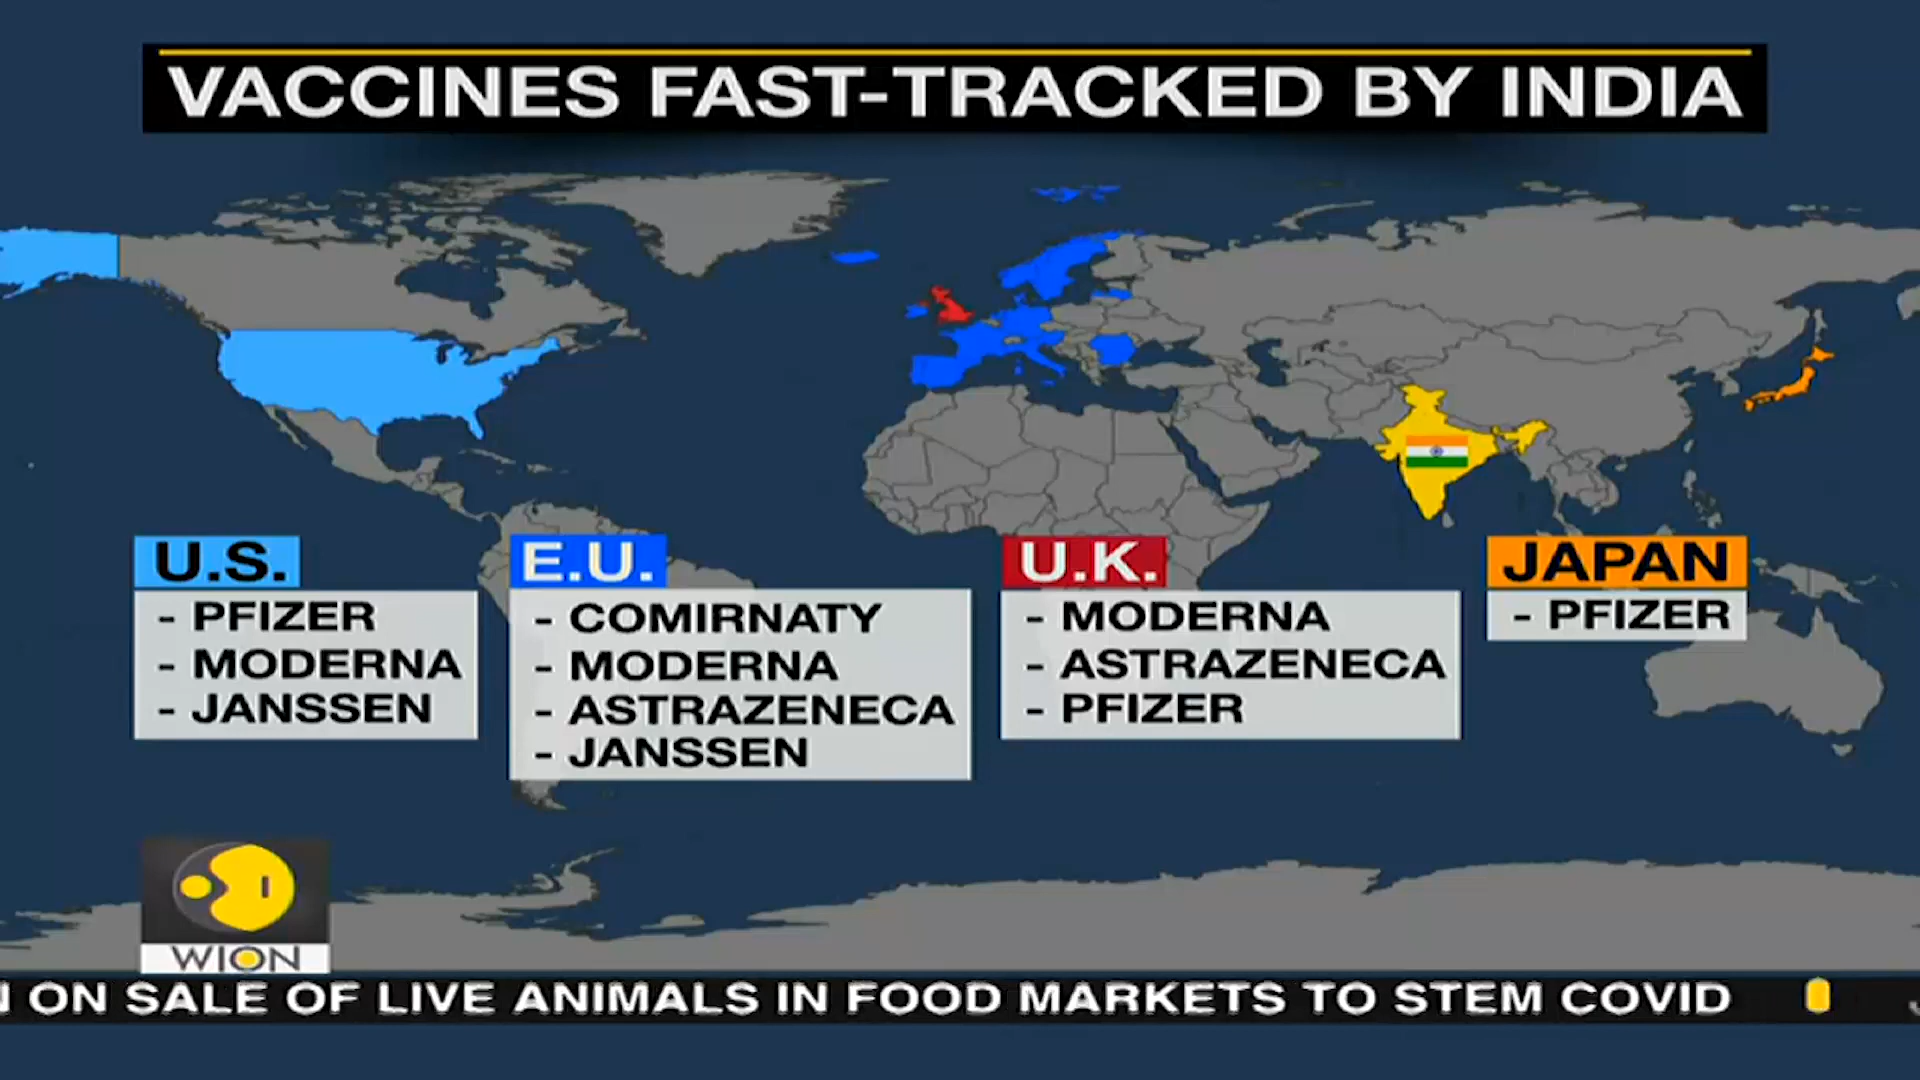 VACCINES FAST-TRACKED BY INDIA
U.S.
- PFIZER
- MODERNA
- JANSSEN
E.U.
- COMIRNATY
- MODERNA
- ASTRAZENECA
- JANSSEN
U.K.
- MODERNA
- ASTRAZENECA
- PFIZER
JAPAN
- PFIZER
WION
ON SALE OF LIVE ANIMALS IN FOOD MARKETS TO STEM COVID